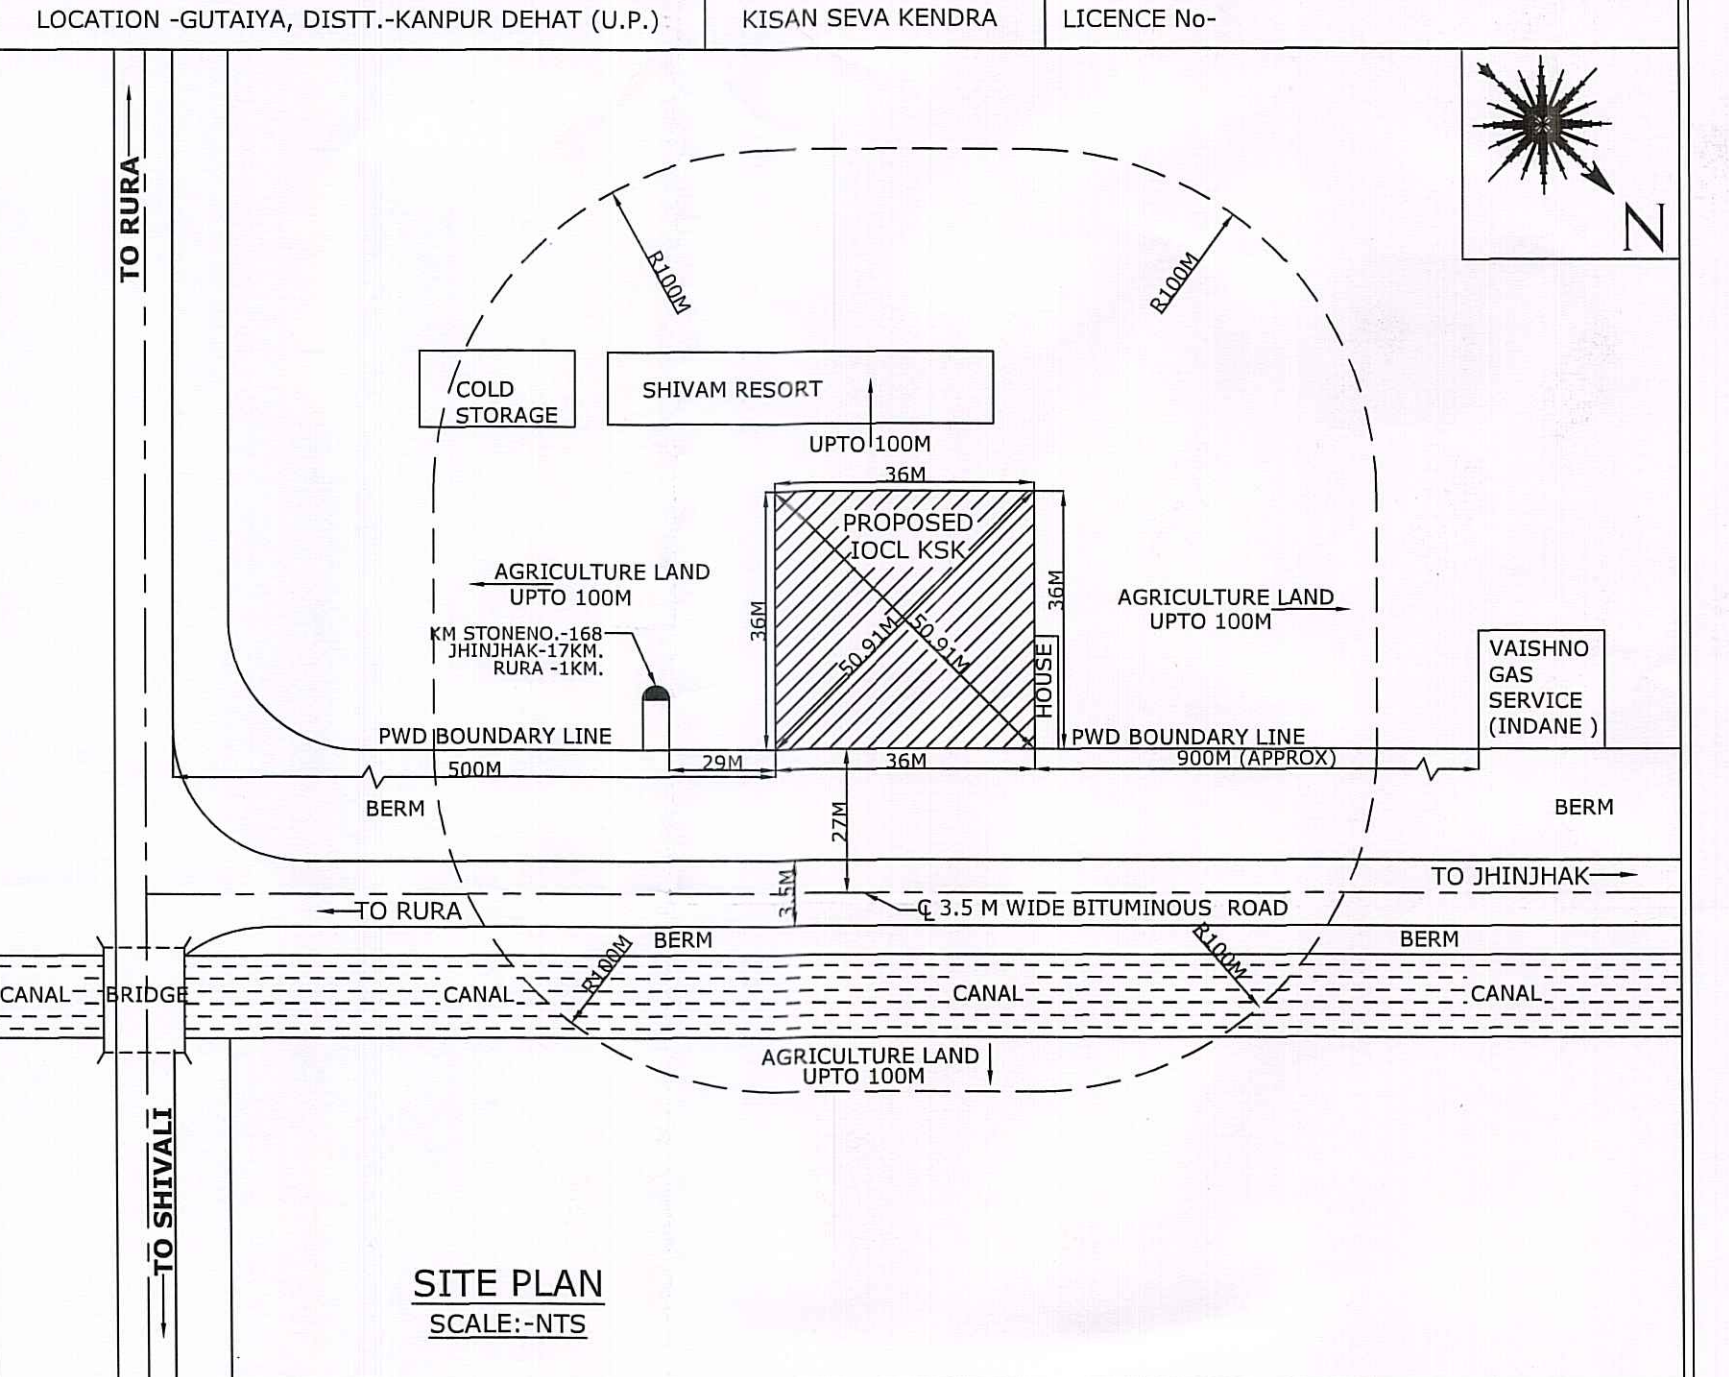 LOCATION -GUTAIYA, DISTT.-KANPUR DEHAT (U.P.)
KISAN SEVA KENDRA
LICENCE No-
N
TO RURA
R100M
R100M
COLD
STORAGE
SHIVAM RESORT
UPTO 100M
36M
PROPOSED
IOCL KSK
AGRICULTURE LAND
UPTO 100M
36M
36M
AGRICULTURE LAND
UPTO 100M
50.91M
50.91M
KM STONENO.-168
JHINJHAK-17KM.
RURA -1KM.
HOUSE
VAISHNO
GAS
SERVICE
(INDANE )
PWD BOUNDARY LINE
PWD BOUNDARY LINE
500M
29M
36M
900M (APPROX)
BERM
27M
BERM
TO JHINJHAK
3.5M
TO RURA
℄ 3.5 M WIDE BITUMINOUS ROAD
BERM
BERM
R100M
R100M
CANAL
BRIDGE
CANAL
CANAL
CANAL
AGRICULTURE LAND
UPTO 100M
TO SHIVALI
SITE PLAN
SCALE:-NTS